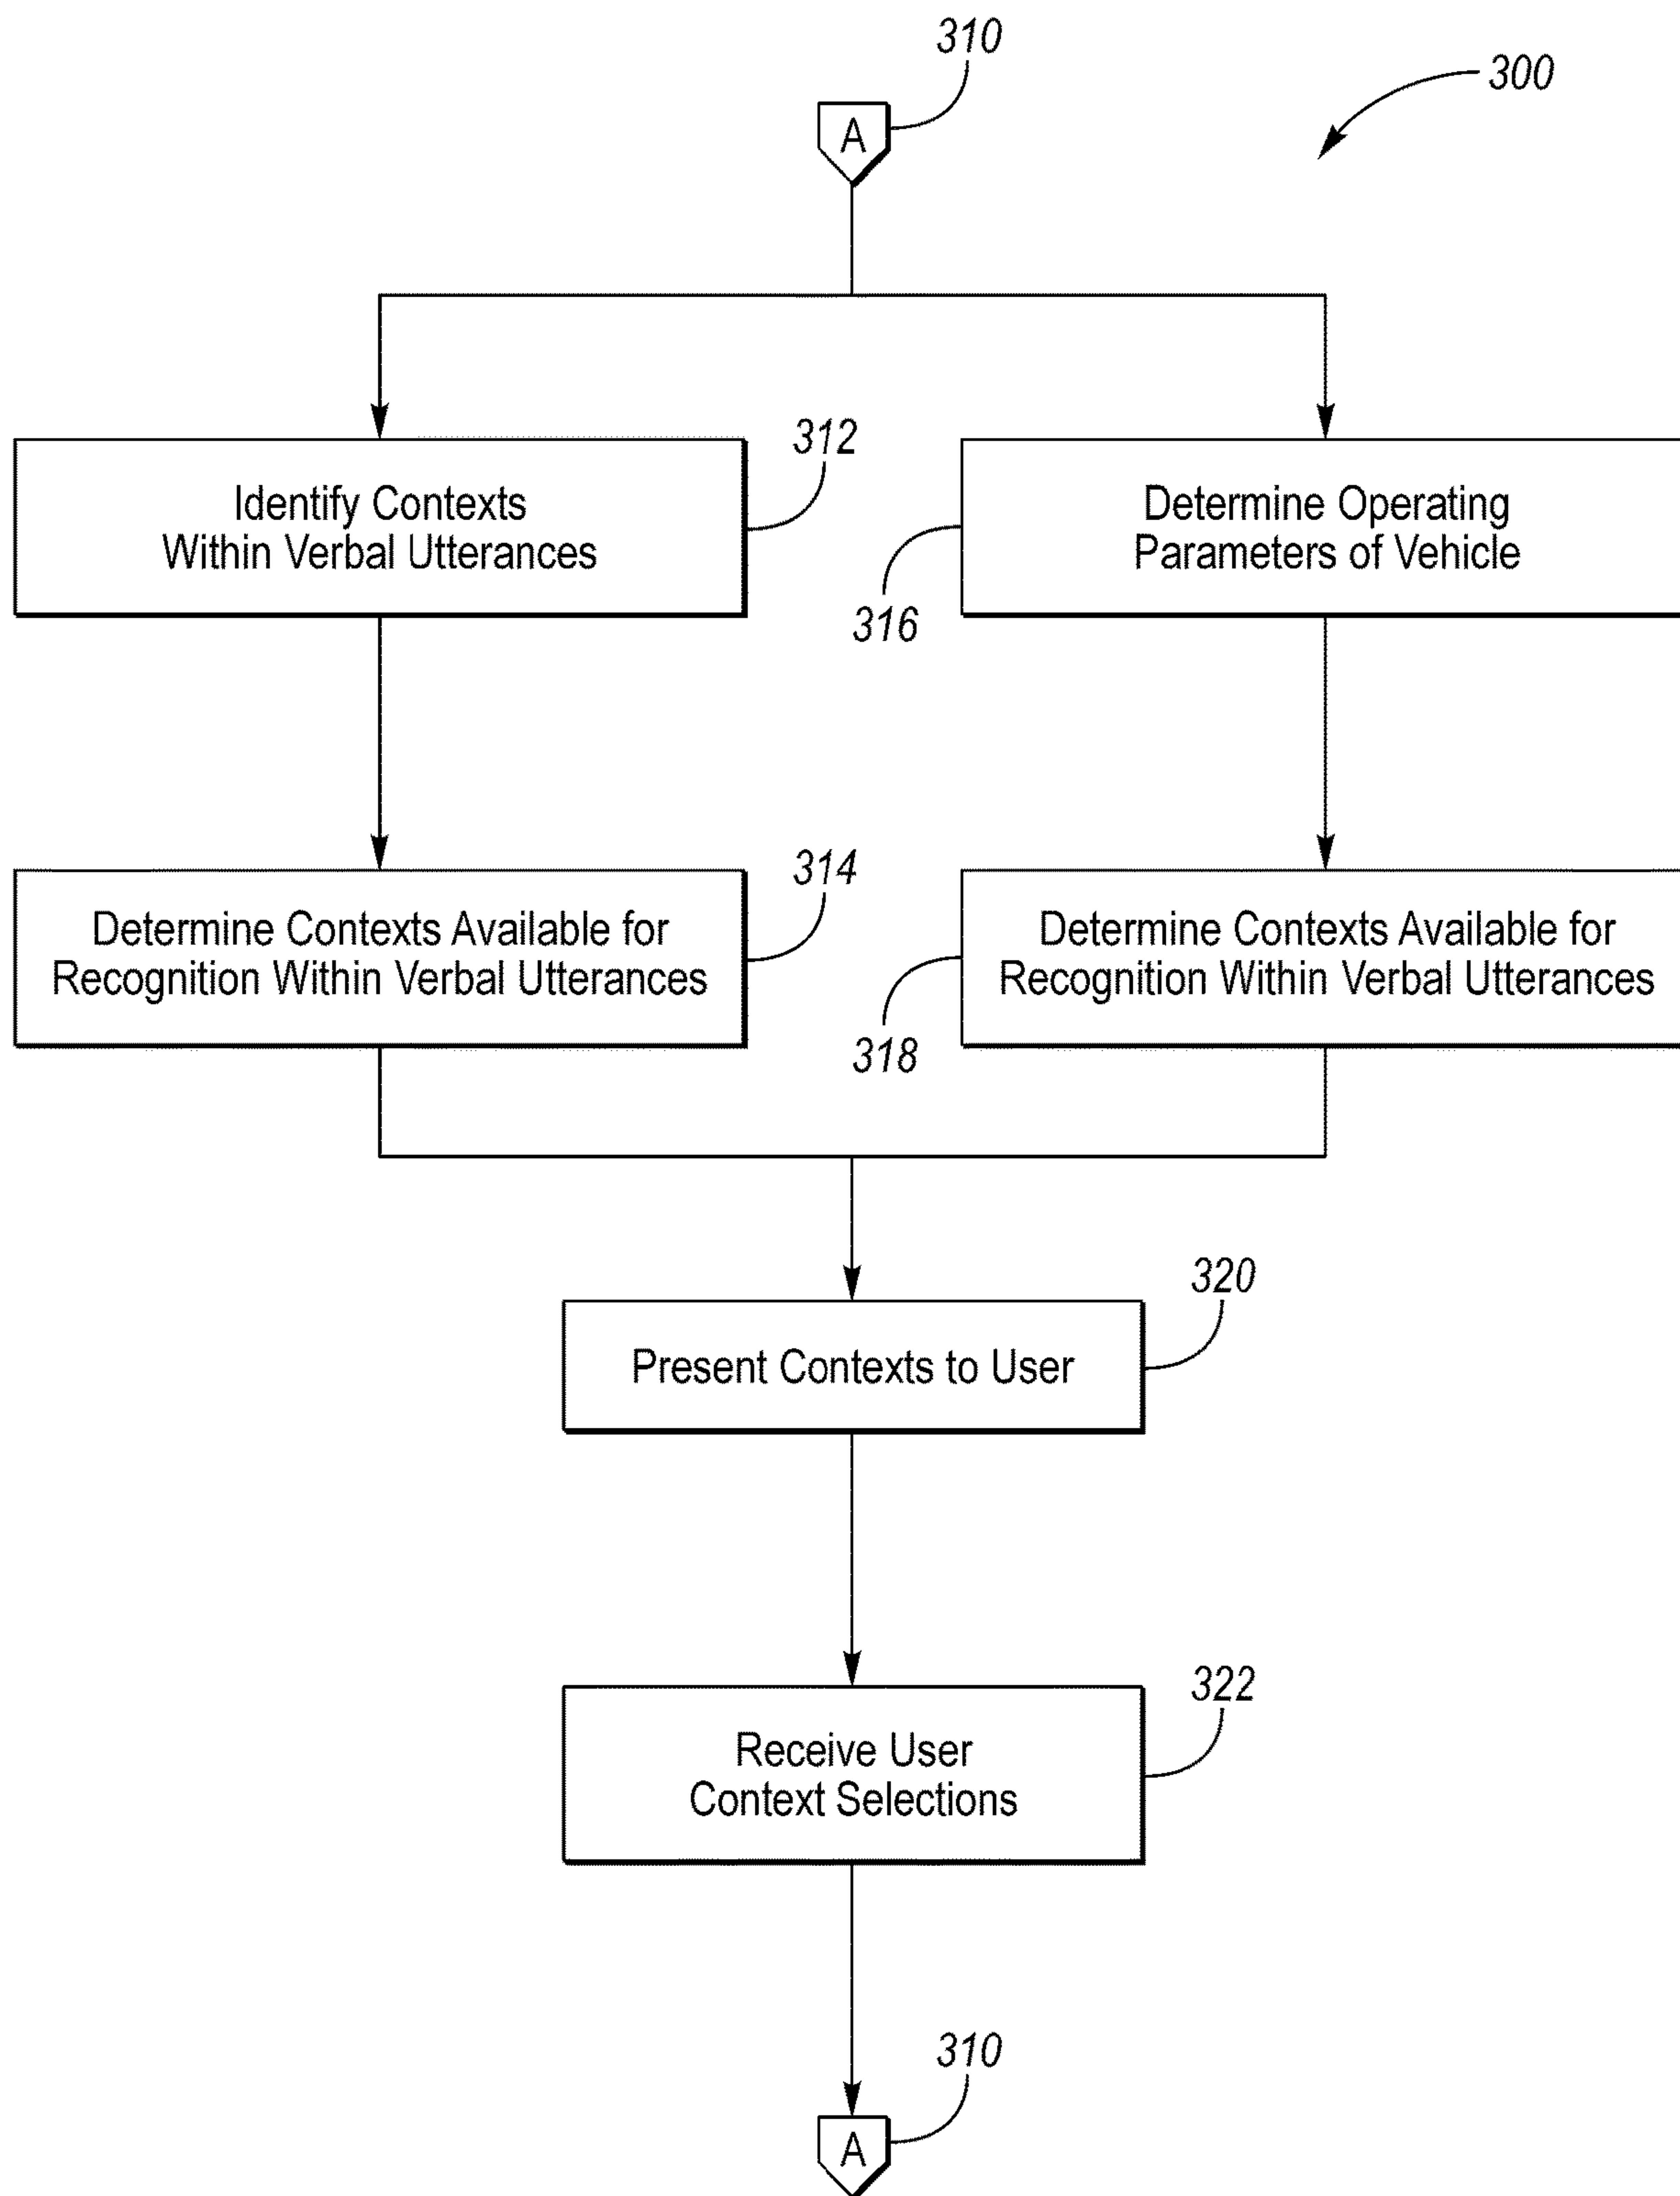 310
300
A
312
Identify Contexts
Within Verbal Utterances
Determine Operating
Parameters of Vehicle
316
314
Determine Contexts Available for
Recognition Within Verbal Utterances
Determine Contexts Available for
Recognition Within Verbal Utterances
318
320
Present Contexts to User
322
Receive User
Context Selections
310
A